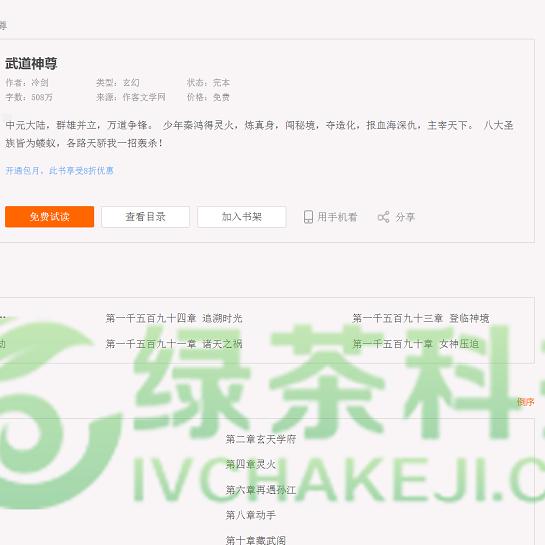 尊
武道神尊
作者：冷剑 类型：玄幻 状态：完本
字数：508万 来源：作客文学网 价格：免费
中元大陆，群雄并立，万道争锋。 少年秦鸿得灵火，炼真身，闯秘境，夺造化，报血海深仇，主宰天下。 八大圣
族皆为蝼蚁，各路天骄我一招轰杀！
开通包月，此书享受8折优惠
免费试读 查看目录 加入书架 用手机看 分享
第一千五百九十四章 追溯时光 第一千五百九十三章 登临神境
动 第一千五百九十一章 诸天之祸 第一千五百九十章 女神压迫
绿茶科
倒序
第二章玄天学府
IVCHAKEJI.C
第四章灵火
第六章再遇孙江
第八章动手
第十章藏武阁